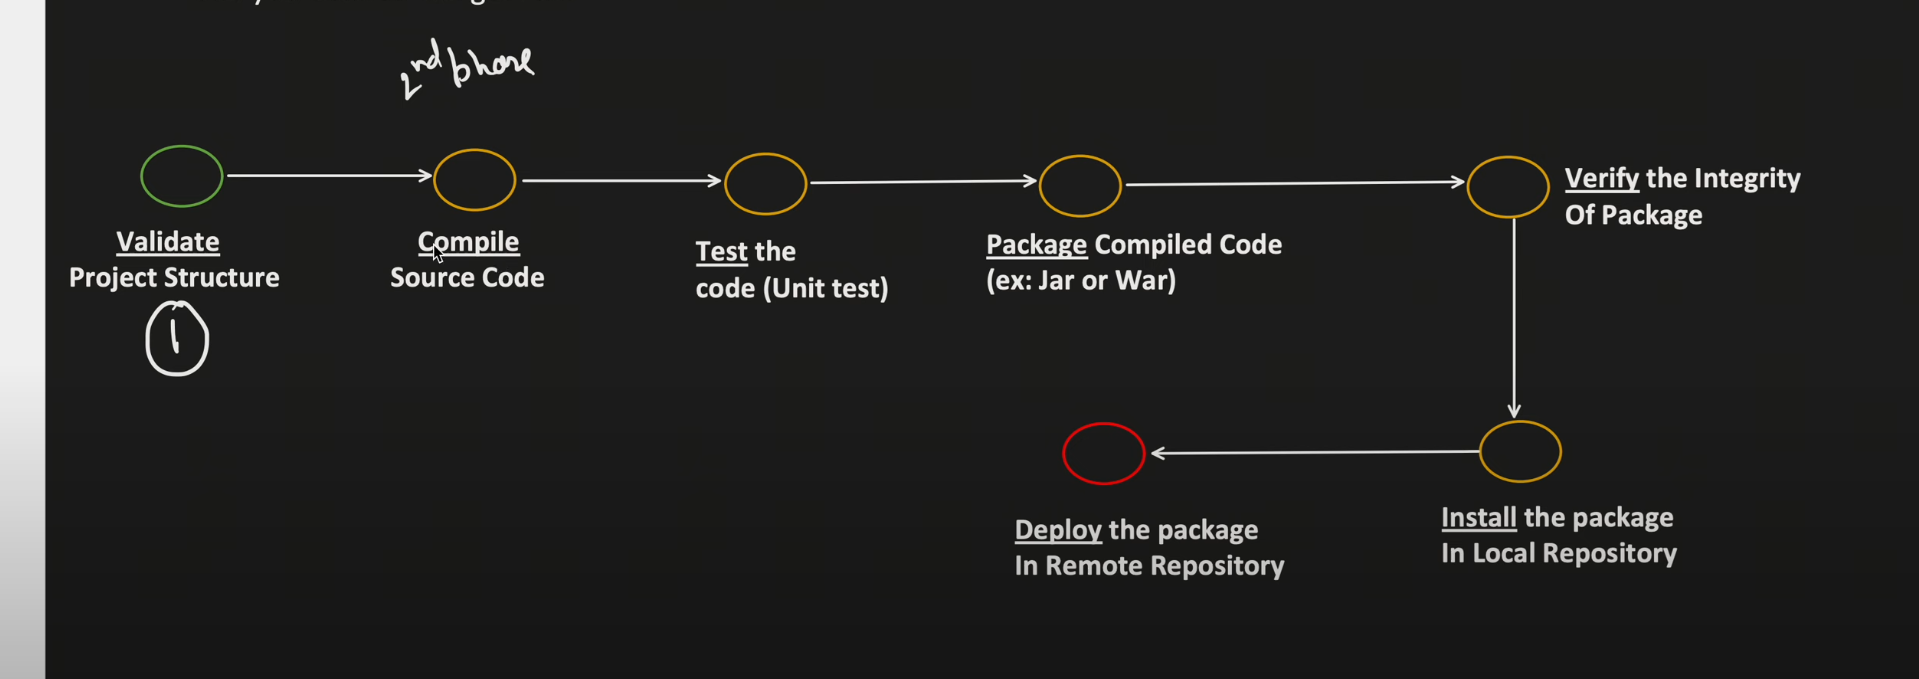 2nd phase
Validate
Project Structure
1
Compile
Source Code
Test the
code (Unit test)
Package Compiled Code
(ex: Jar or War)
Verify the Integrity
Of Package
Deploy the package
In Remote Repository
Install the package
In Local Repository